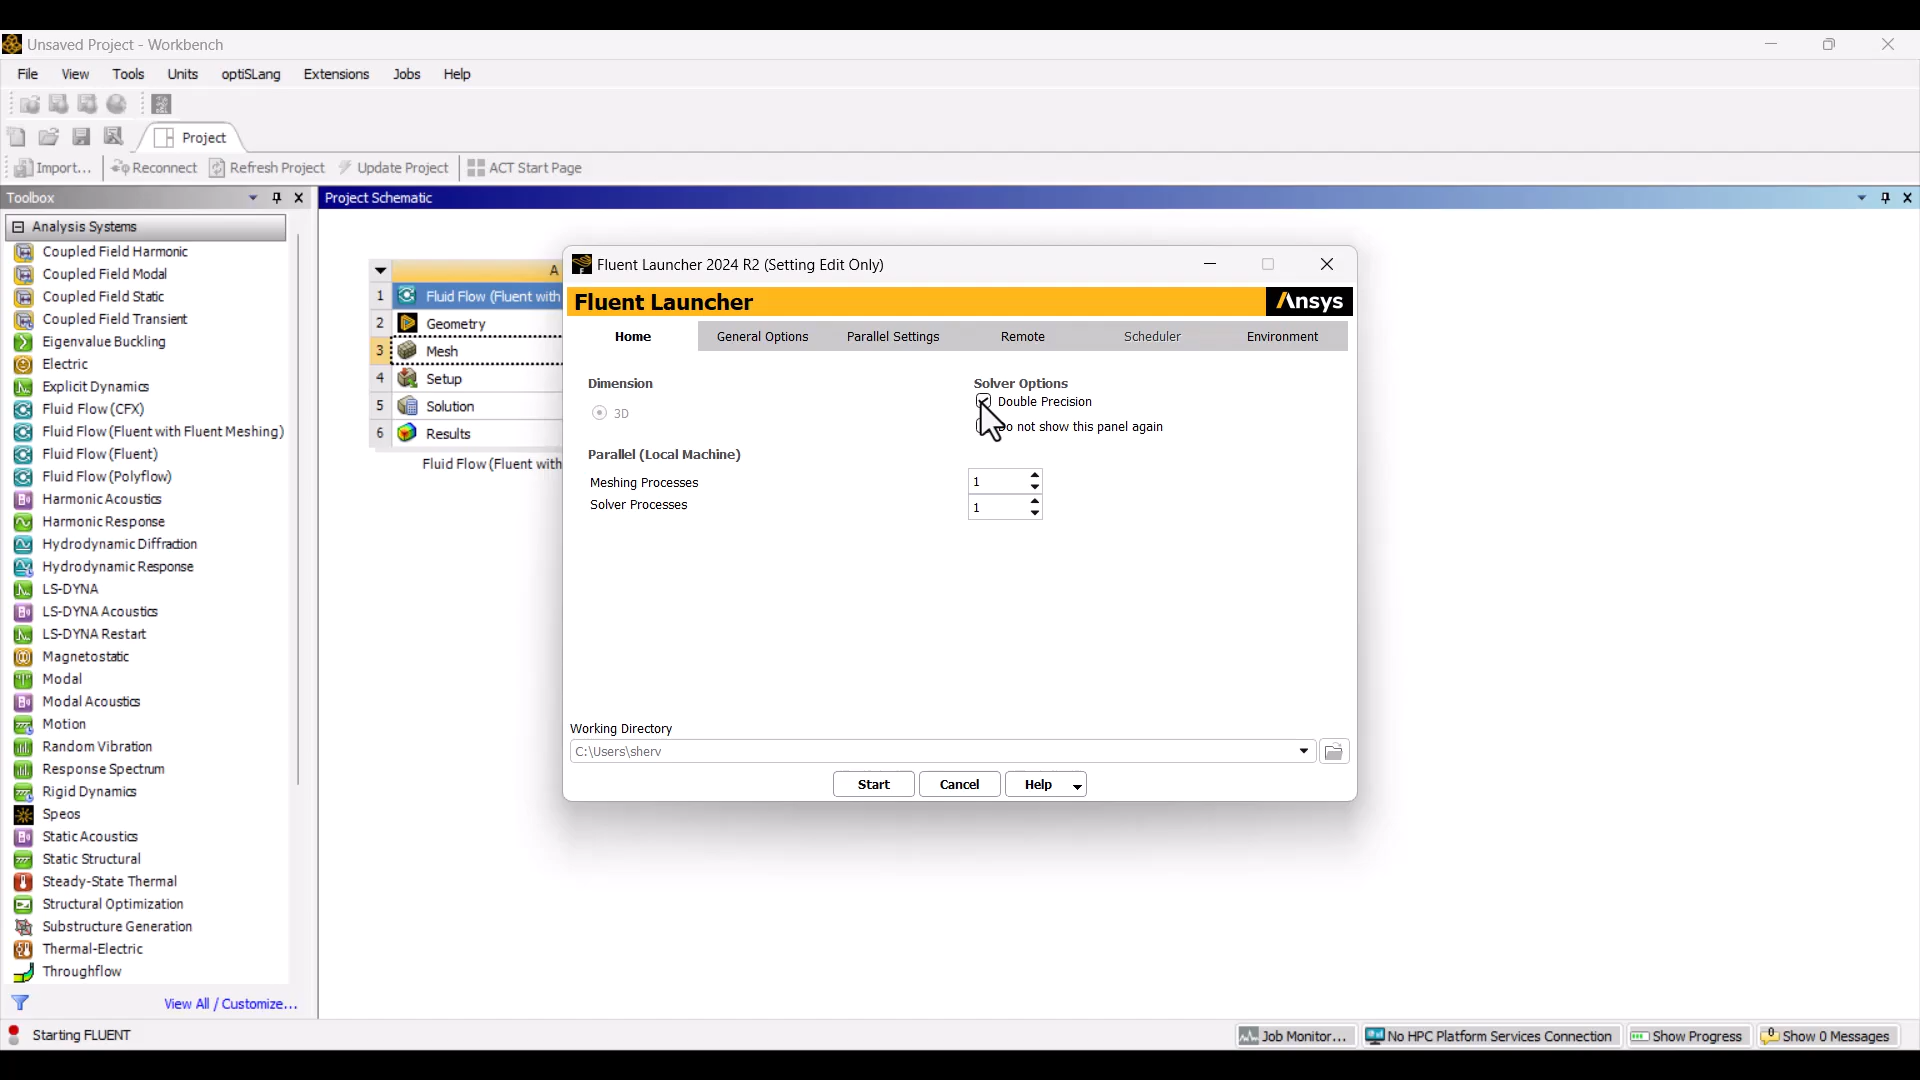 Unsaved Project - Workbench
File View Tools Units optiSLang Extensions Jobs Help
Project
Import... Reconnect Refresh Project Update Project ACT Start Page
Toolbox
Analysis Systems
Coupled Field Harmonic
Coupled Field Modal
Coupled Field Static
Coupled Field Transient
Eigenvalue Buckling
Electric
Explicit Dynamics
Fluid Flow (CFX)
Fluid Flow (Fluent with Fluent Meshing)
Fluid Flow (Fluent)
Fluid Flow (Polyflow)
Harmonic Acoustics
Harmonic Response
Hydrodynamic Diffraction
Hydrodynamic Response
LS-DYNA
LS-DYNA Acoustics
LS-DYNA Restart
Magnetostatic
Modal
Modal Acoustics
Motion
Random Vibration
Response Spectrum
Rigid Dynamics
Speos
Static Acoustics
Static Structural
Steady-State Thermal
Structural Optimization
Substructure Generation
Thermal-Electric
Throughflow
View All / Customize...
Project Schematic
A
1 Fluid Flow (Fluent with
2 Geometry
3 Mesh
4 Setup
5 Solution
6 Results
Fluid Flow (Fluent with
Fluent Launcher 2024 R2 (Setting Edit Only)
Fluent Launcher
Ansys
Home General Options Parallel Settings Remote Scheduler Environment
Dimension
3D
Solver Options
Double Precision
not show this panel again
Parallel (Local Machine)
Meshing Processes 1
Solver Processes 1
Working Directory
C:\Users\sherv
Start Cancel Help
Starting FLUENT
Job Monitor... No HPC Platform Services Connection Show Progress 0 Show 0 Messages